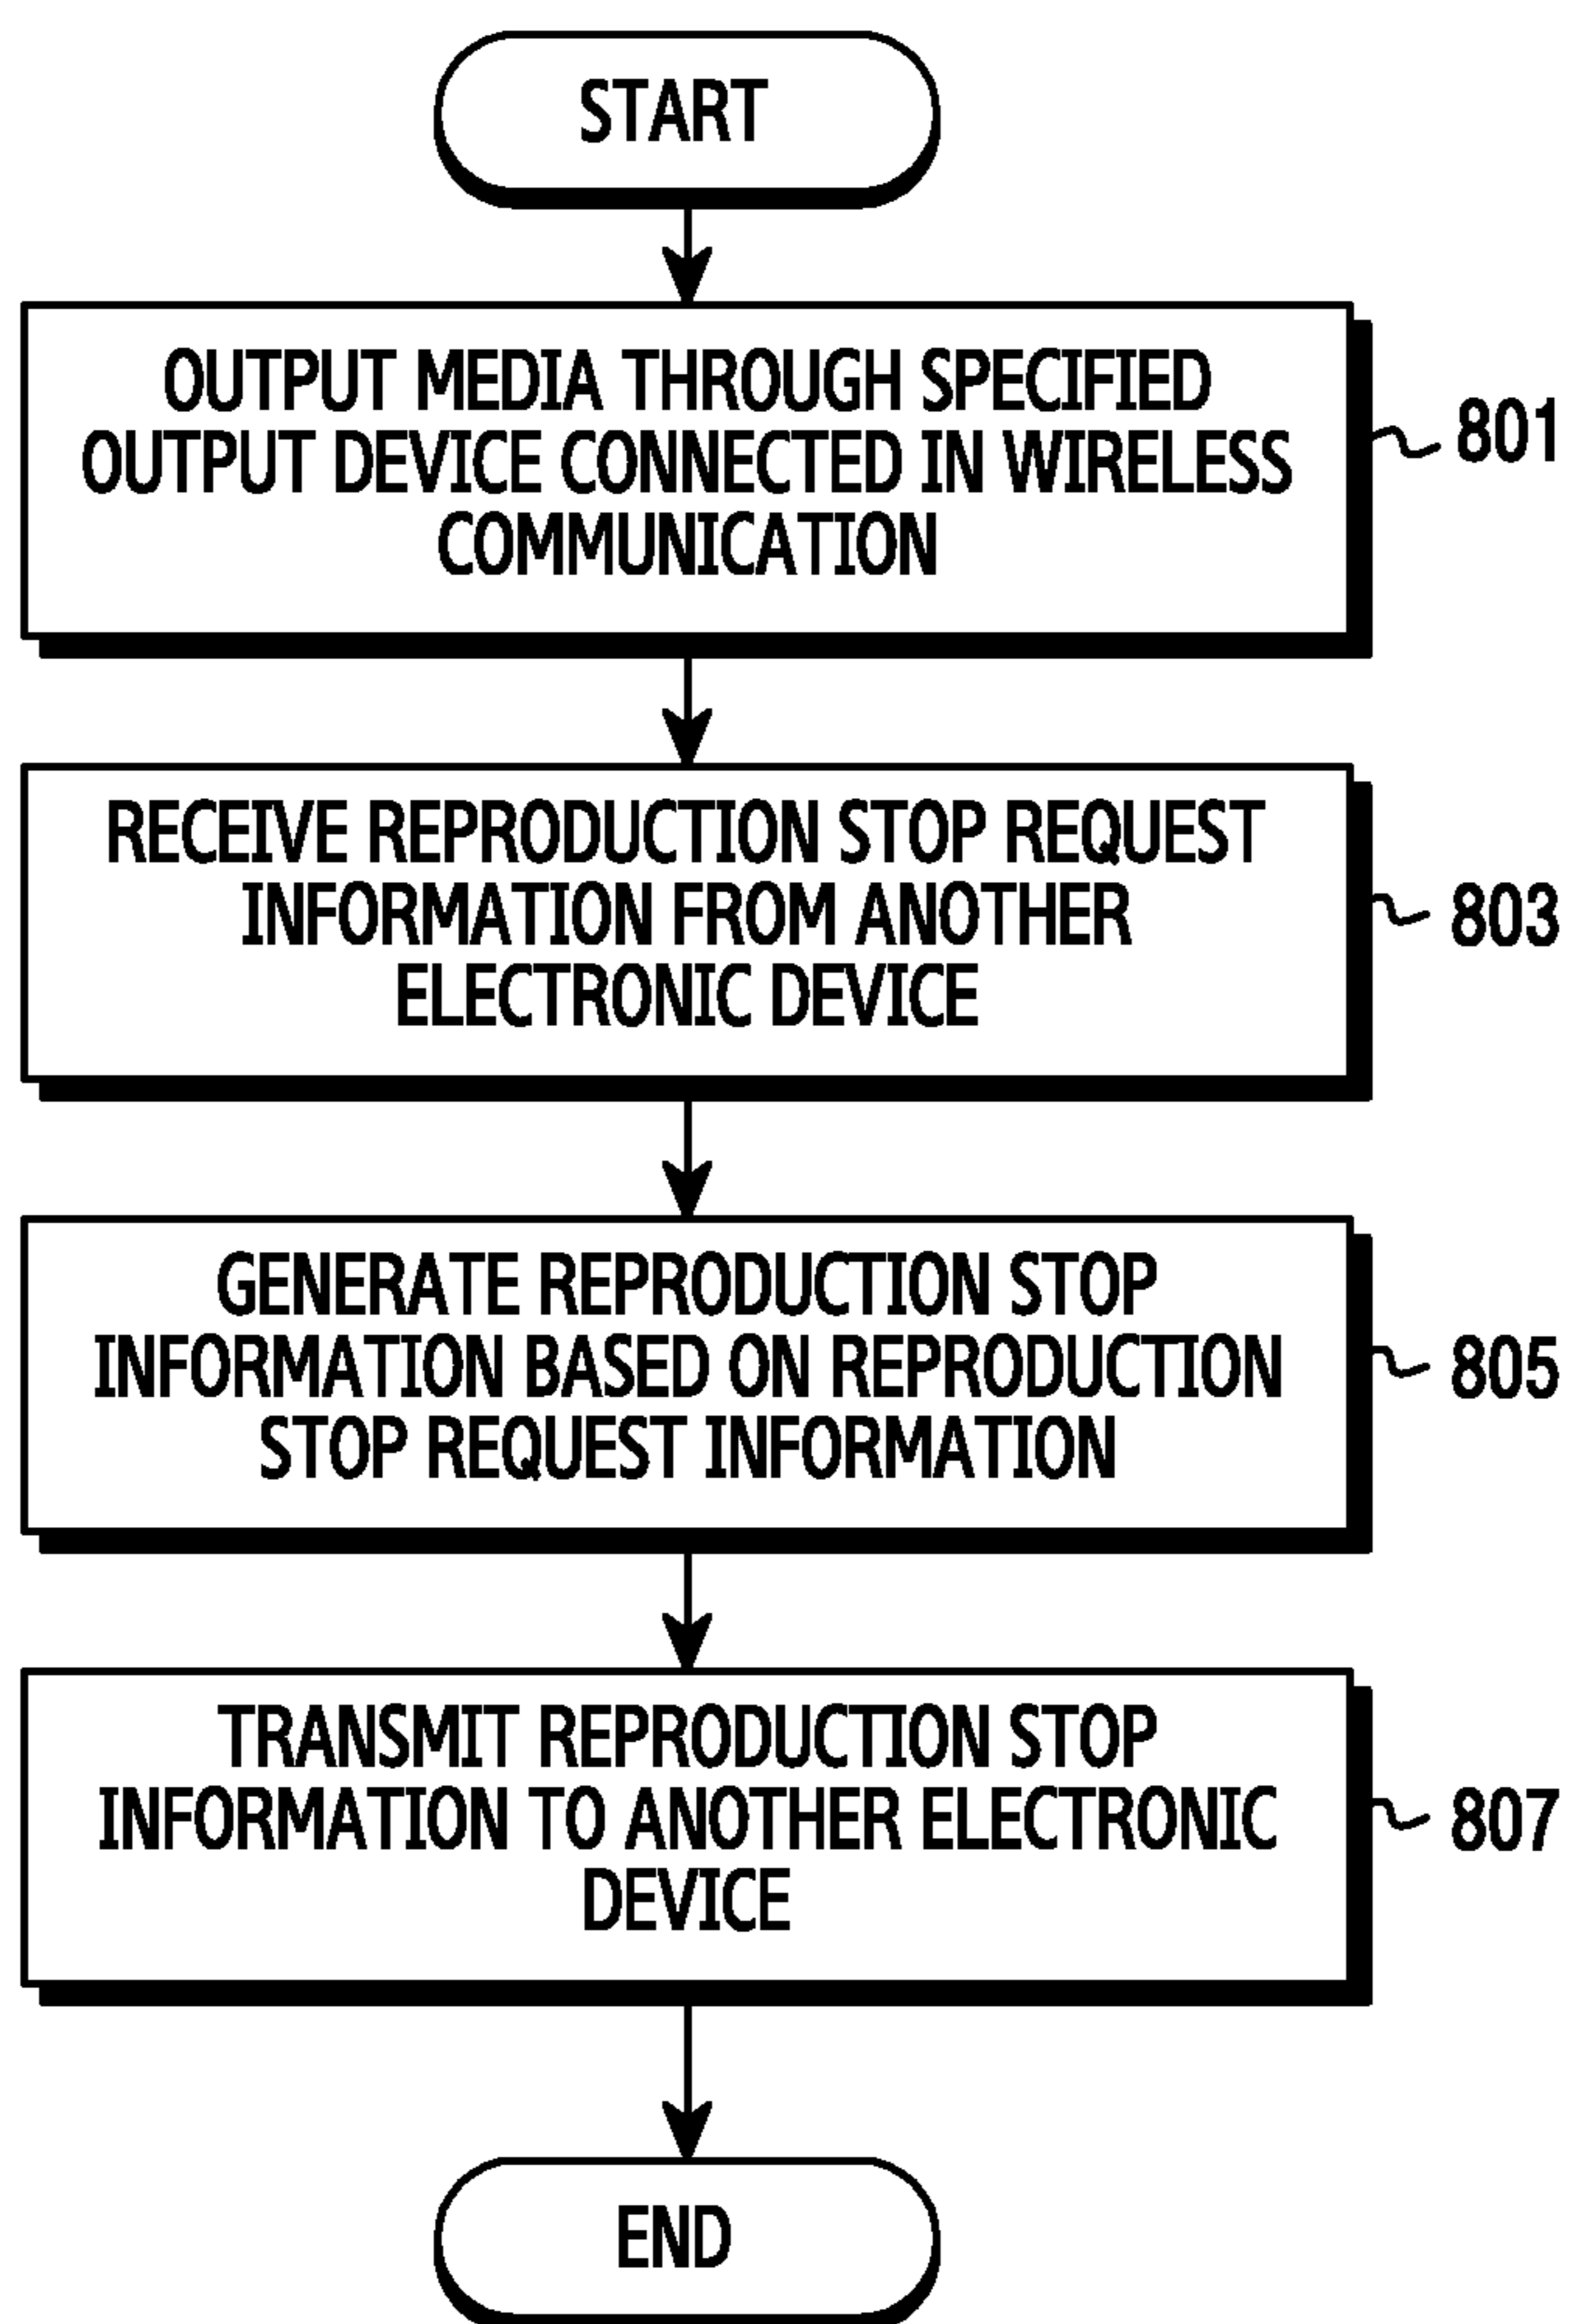 START
OUTPUT MEDIA THROUGH SPECIFIED
OUTPUT DEVICE CONNECTED IN WIRELESS
COMMUNICATION
801
RECEIVE REPRODUCTION STOP REQUEST
INFORMATION FROM ANOTHER
ELECTRONIC DEVICE
803
GENERATE REPRODUCTION STOP
INFORMATION BASED ON REPRODUCTION
STOP REQUEST INFORMATION
805
TRANSMIT REPRODUCTION STOP
INFORMATION TO ANOTHER ELECTRONIC
DEVICE
807
END